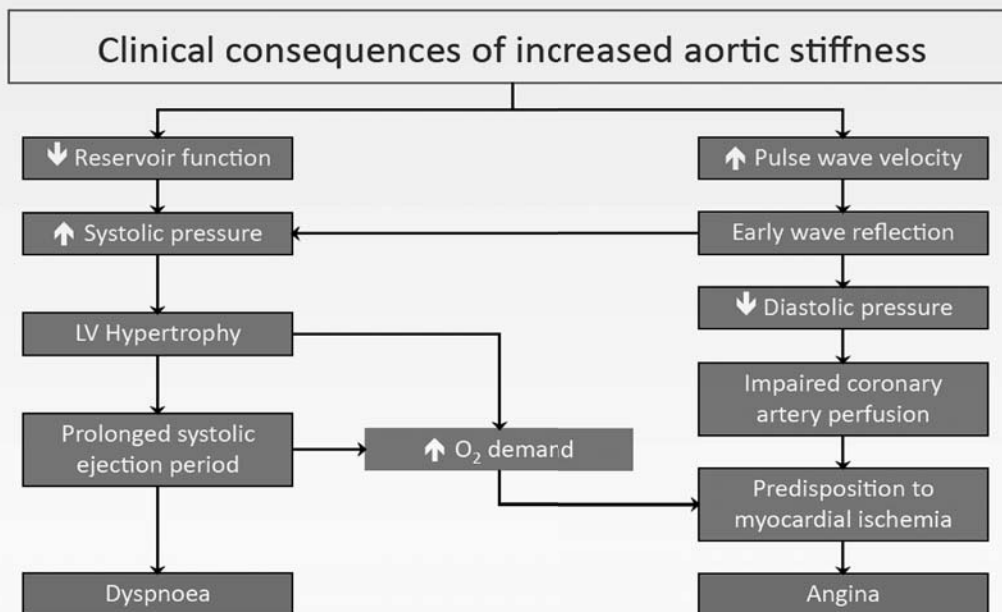 Clinical consequences of increased aortic stiffness
↓ Reservoir function
↑ Pulse wave velocity
↑ Systolic pressure
Early wave reflection
↓ Diastolic pressure
LV Hypertrophy
Impaired coronary
artery perfusion
Prolonged systolic
ejection period
↑ O₂ demand
Predisposition to
myocardial ischemia
Dyspnoea
Angina